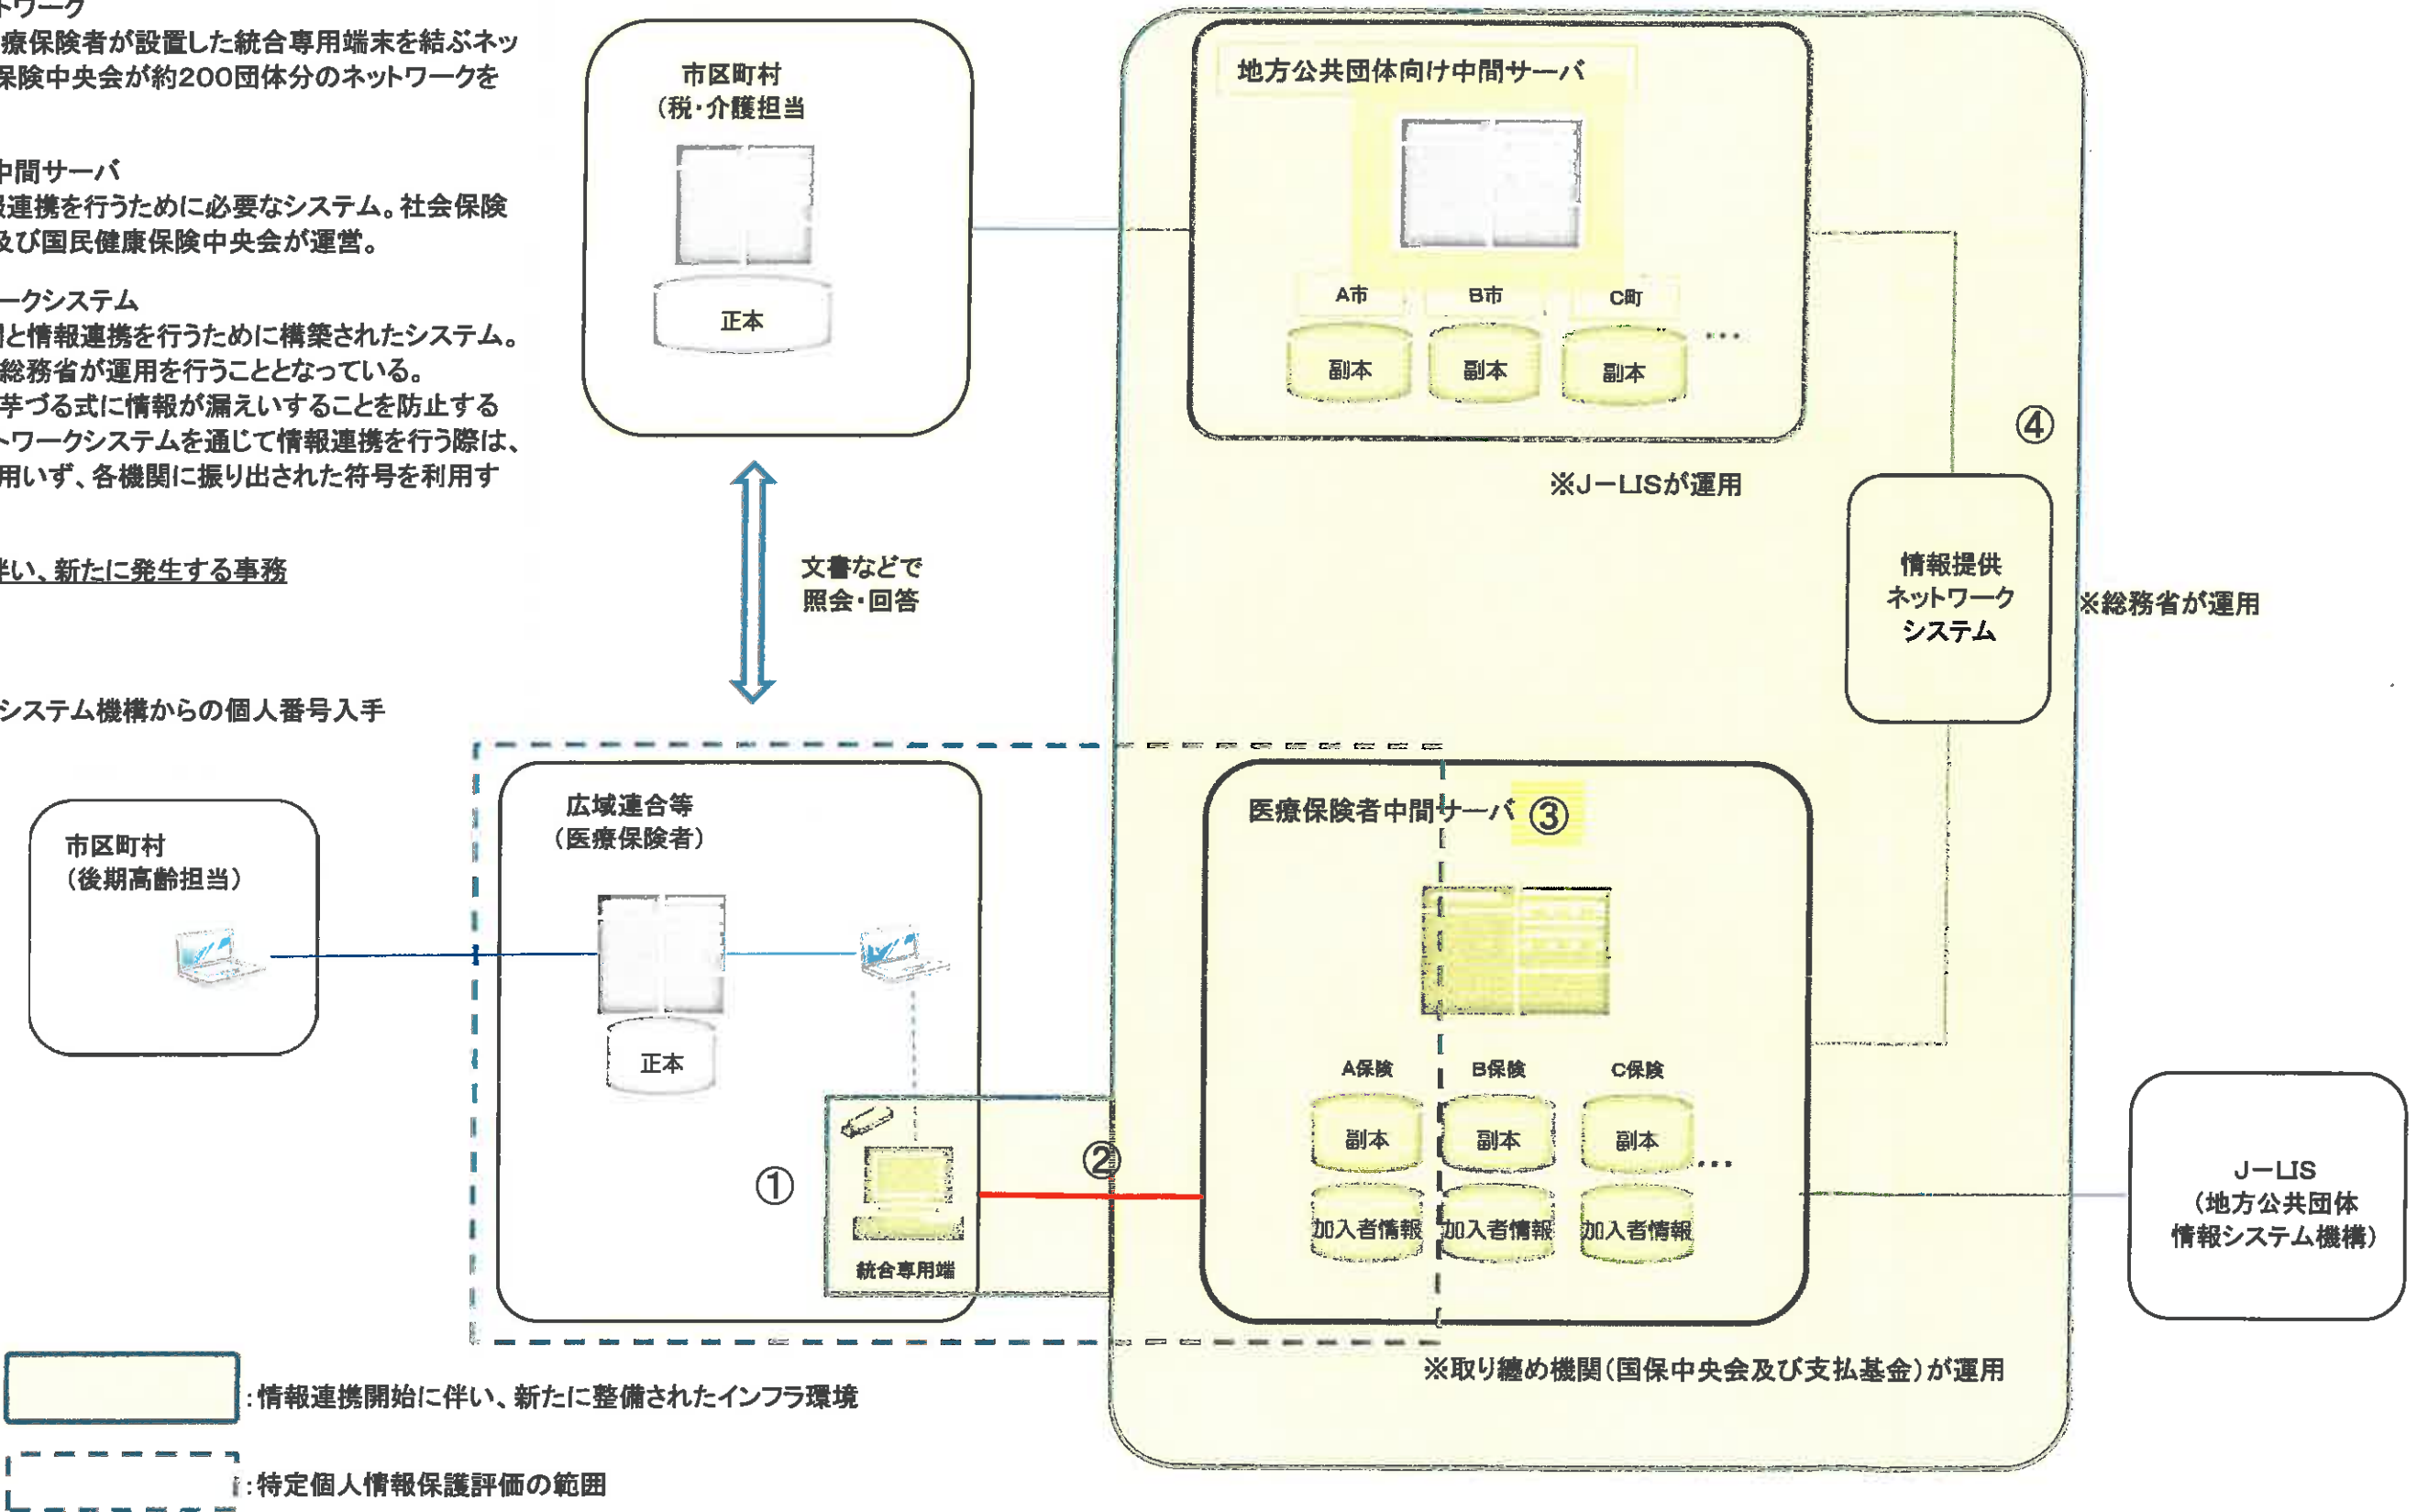 トワーク
療保険者が設置した統合専用端末を結ぶネッ
保険中央会が約200団体分のネットワークを
中間サーバ
報連携を行うために必要なシステム。社会保険
及び国民健康保険中央会が運営。
ークシステム
関と情報連携を行うために構築されたシステム。
総務省が運用を行うこととなっている。
芋づる式に情報が漏えいすることを防止する
トワークシステムを通じて情報連携を行う際は、
用いず、各機関に振り出された符号を利用す
伴い、新たに発生する事務
システム機構からの個人番号入手
市区町村
(税・介護担当
正本
地方公共団体向け中間サーバ
A市
B市
C町
副本
副本
副本
…
※J-LISが運用
④
情報提供
ネットワーク
システム
※総務省が運用
文書などで
照会・回答
市区町村
(後期高齢担当)
広域連合等
(医療保険者)
正本
①
統合専用端
②
医療保険者中間サーバ ③
A保険
B保険
C保険
副本
副本
副本
…
加入者情報
加入者情報
加入者情報
※取り纏め機関(国保中央会及び支払基金)が運用
J-LIS
(地方公共団体
情報システム機構)
:情報連携開始に伴い、新たに整備されたインフラ環境
:特定個人情報保護評価の範囲